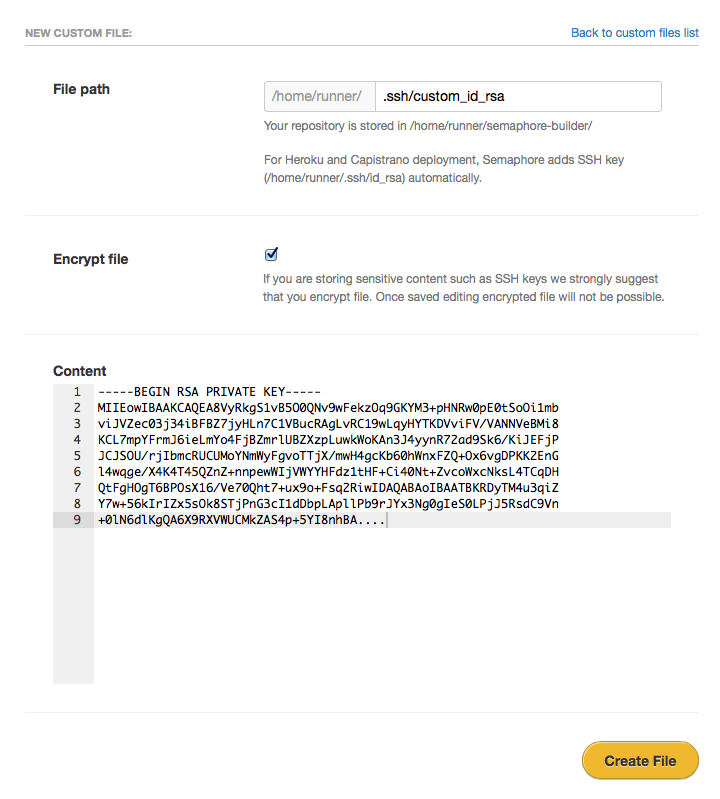 NEW CUSTOM FILE:
Back to custom files list
File path
/home/runner/ .ssh/custom_id_rsa
Your repository is stored in /home/runner/semaphore-builder/
For Heroku and Capistrano deployment, Semaphore adds SSH key
(/home/runner/.ssh/id_rsa) automatically.
Encrypt file
If you are storing sensitive content such as SSH keys we strongly suggest
that you encrypt file. Once saved editing encrypted file will not be possible.
Content
1 -----BEGIN RSA PRIVATE KEY-----
2 MIIEowIBAAKCAQEA8VyRkgS1vB5O0QNv9wFekzOq9GKYM3+pHNRw0pE0tSoOi1mb
3 viJVZec03j34iBFBZ7jyHLn7C1VBucRAgLvRC19wLqyHYTKDVviFV/VANNVeBMi8
4 KCL7mpYFrmJ6ieLmYo4FjBZmrlUBZXzpLuwkWoKAn3J4yynR72qd9Sk6/KiJEFjP
5 JCJSOU/rjIbmcRUCUMoYNmWyFgvoTTjX/mwH4gcKb60hWnxFZQ+Ox6vgDPKK2EnG
6 l4wqge/X4K4T45QZnZ+nnpewWIjVWYYHFdz1tHF+Ci40Nt+ZvcoWxcNksL4TCqDH
7 QtFgHOgT6BPOsX16/Ve70Qht7+ux9o+Fsq2RiwIDAQABAoIBAATBKRDyTM4u3qiZ
8 Y7w+56kIrIZx5sOk8STjPnG3cI1dDbpLApllPb9rJYx3Ng0gIeS0LPjJ5RsdC9Vn
9 +0lN6dlKgQA6X9RXVWUCMkZAS4p+5YI8nhBA....
Create File